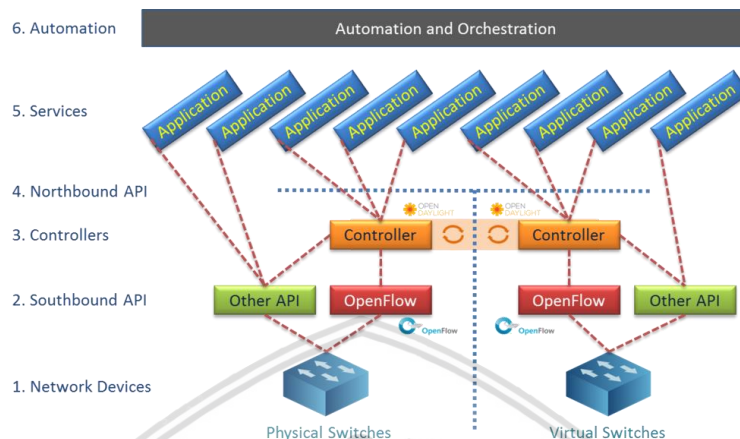 6. Automation
Automation and Orchestration
5. Services
Application
Application
Application
Application
Application
Application
Application
Application
Application
4. Northbound API
OPEN
DAYLIGHT
OPEN
DAYLIGHT
3. Controllers
Controller
Controller
2. Southbound API
Other API
OpenFlow
OpenFlow
Other API
OpenFlow
OpenFlow
1. Network Devices
Physical Switches
Virtual Switches